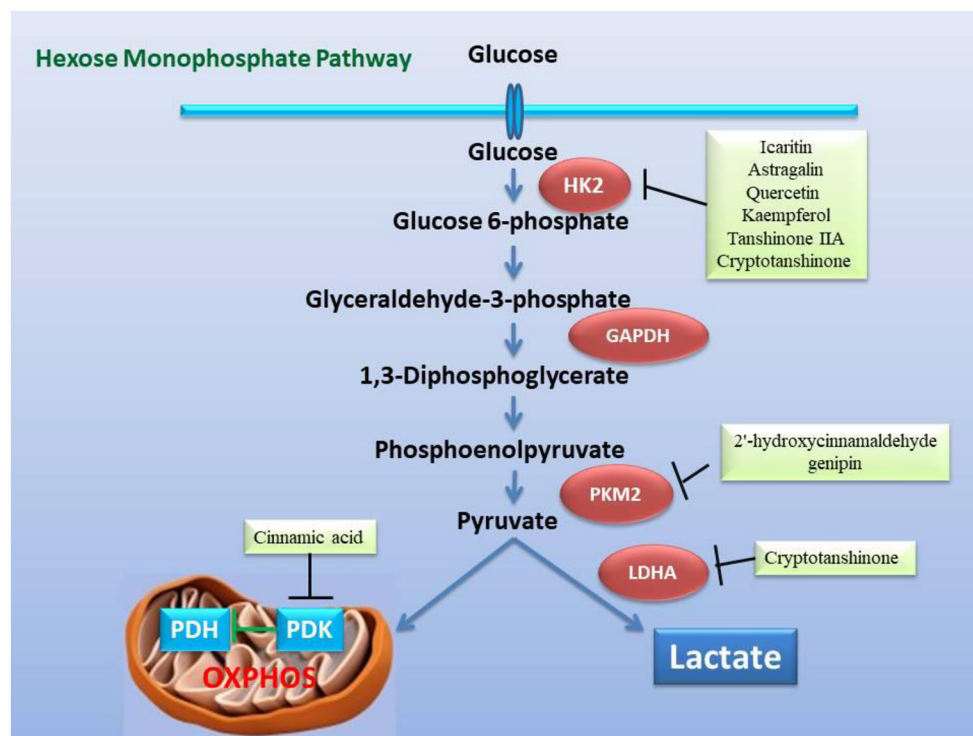 Hexose Monophosphate Pathway
Glucose
Glucose
HK2
Icaritin
Astragalin
Quercetin
Kaempferol
Tanshinone IIA
Cryptotanshinone
Glucose 6-phosphate
Glyceraldehyde-3-phosphate
GAPDH
1,3-Diphosphoglycerate
Phosphoenolpyruvate
2'-hydroxycinnamaldehyde
genipin
PKM2
Pyruvate
Cinnamic acid
LDHA
Cryptotanshinone
PDH
PDK
OXPHOS
Lactate